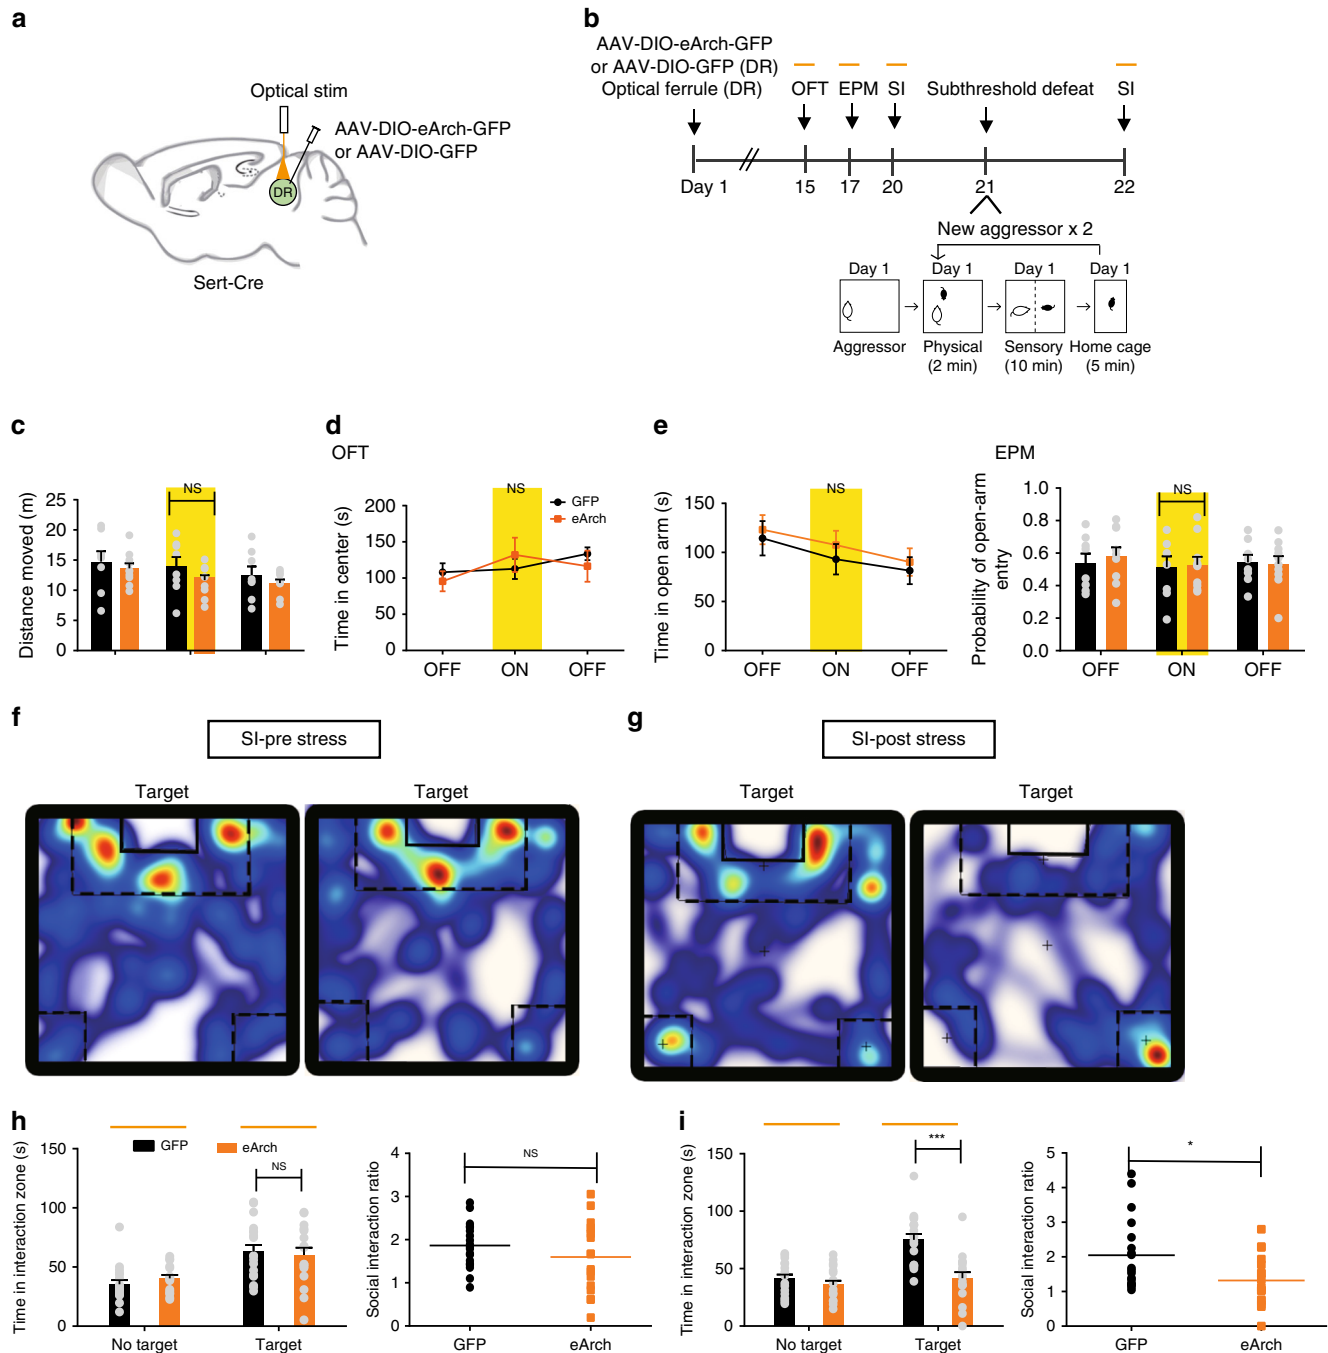 a
Optical stim
AAV-DIO-eArch-GFP
or AAV-DIO-GFP
DR
Sert-Cre
b
AAV-DIO-eArch-GFP
or AAV-DIO-GFP (DR)
Optical ferrule (DR)
OFT EPM SI Subthreshold defeat SI
Day 1 15 17 20 21 22
New aggressor x 2
Day 1 Day 1 Day 1 Day 1
Aggressor Physical Sensory Home cage
(2 min) (10 min) (5 min)
c
Distance moved (m)
25
20
15
10
5
0
NS
d
OFT
Time in center (s)
200
150
100
50
0
NS
GFP
eArch
OFF ON OFF
e
EPM
Time in open arm (s)
150
100
50
0
NS
OFF ON OFF
Probability of open-arm
entry
1.0
0.8
0.6
0.4
0.2
0.0
NS
OFF ON OFF
f
SI-pre stress
Target Target
g
SI-post stress
Target Target
h
Time in interaction zone (s)
150
100
50
0
GFP eArch
NS
No target Target
Social interaction ratio
4
3
2
1
0
NS
GFP eArch
i
Time in interaction zone (s)
150
100
50
0
***
No target Target
Social interaction ratio
5
4
3
2
1
0
*
GFP eArch